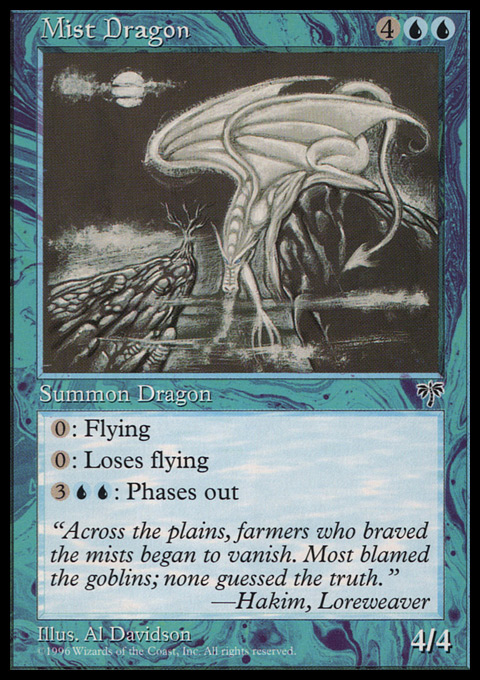 Mist Dragon 4
Summon Dragon
0: Flying
0: Loses flying
3 : Phases out
“Across the plains, farmers who braved
the mists began to vanish. Most blamed
the goblins; none guessed the truth.”
—Hakim, Loreweaver
Illus. Al Davidson
©1996 Wizards of the Coast, Inc. All rights reserved.
4/4